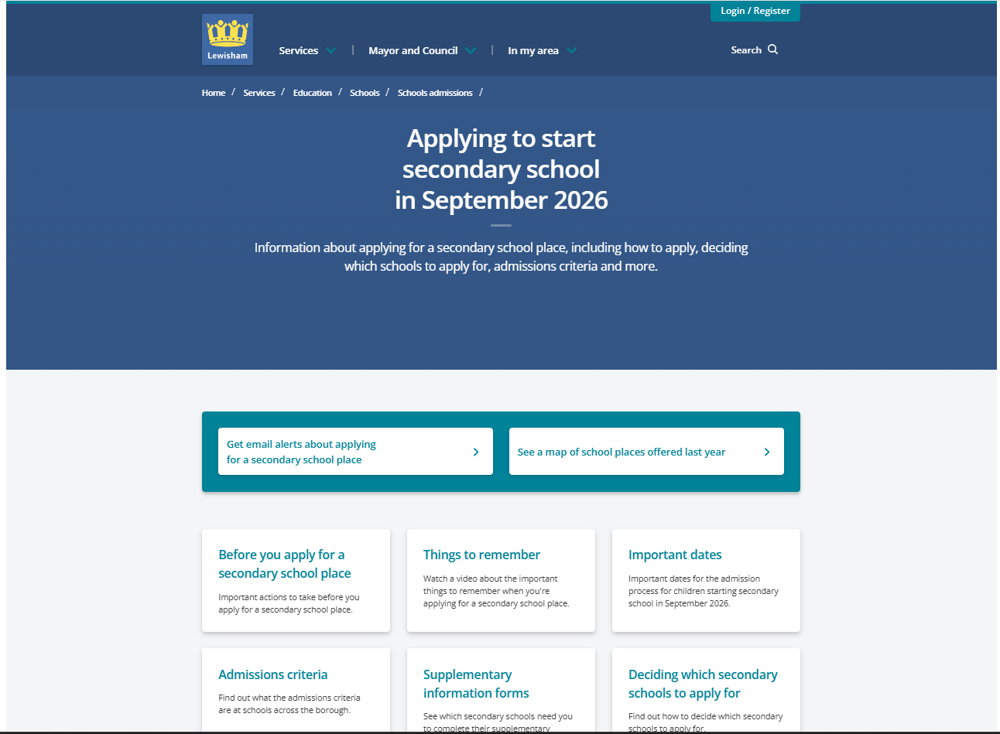 Login / Register
Lewisham
Services | Mayor and Council | In my area
Search
Home / Services / Education / Schools / Schools admissions /
Applying to start
secondary school
in September 2026
Information about applying for a secondary school place, including how to apply, deciding
which schools to apply for, admissions criteria and more.
Get email alerts about applying
for a secondary school place
See a map of school places offered last year
Before you apply for a
secondary school place
Important actions to take before you
apply for a secondary school place.
Things to remember
Watch a video about the important
things to remember when you're
applying for a secondary school place.
Important dates
Important dates for the admission
process for children starting secondary
school in September 2026.
Admissions criteria
Find out what the admissions criteria
are at schools across the borough.
Supplementary
information forms
See which secondary schools need you
to complete their supplementary
Deciding which secondary
schools to apply for
Find out how to decide which secondary
schools to apply for.